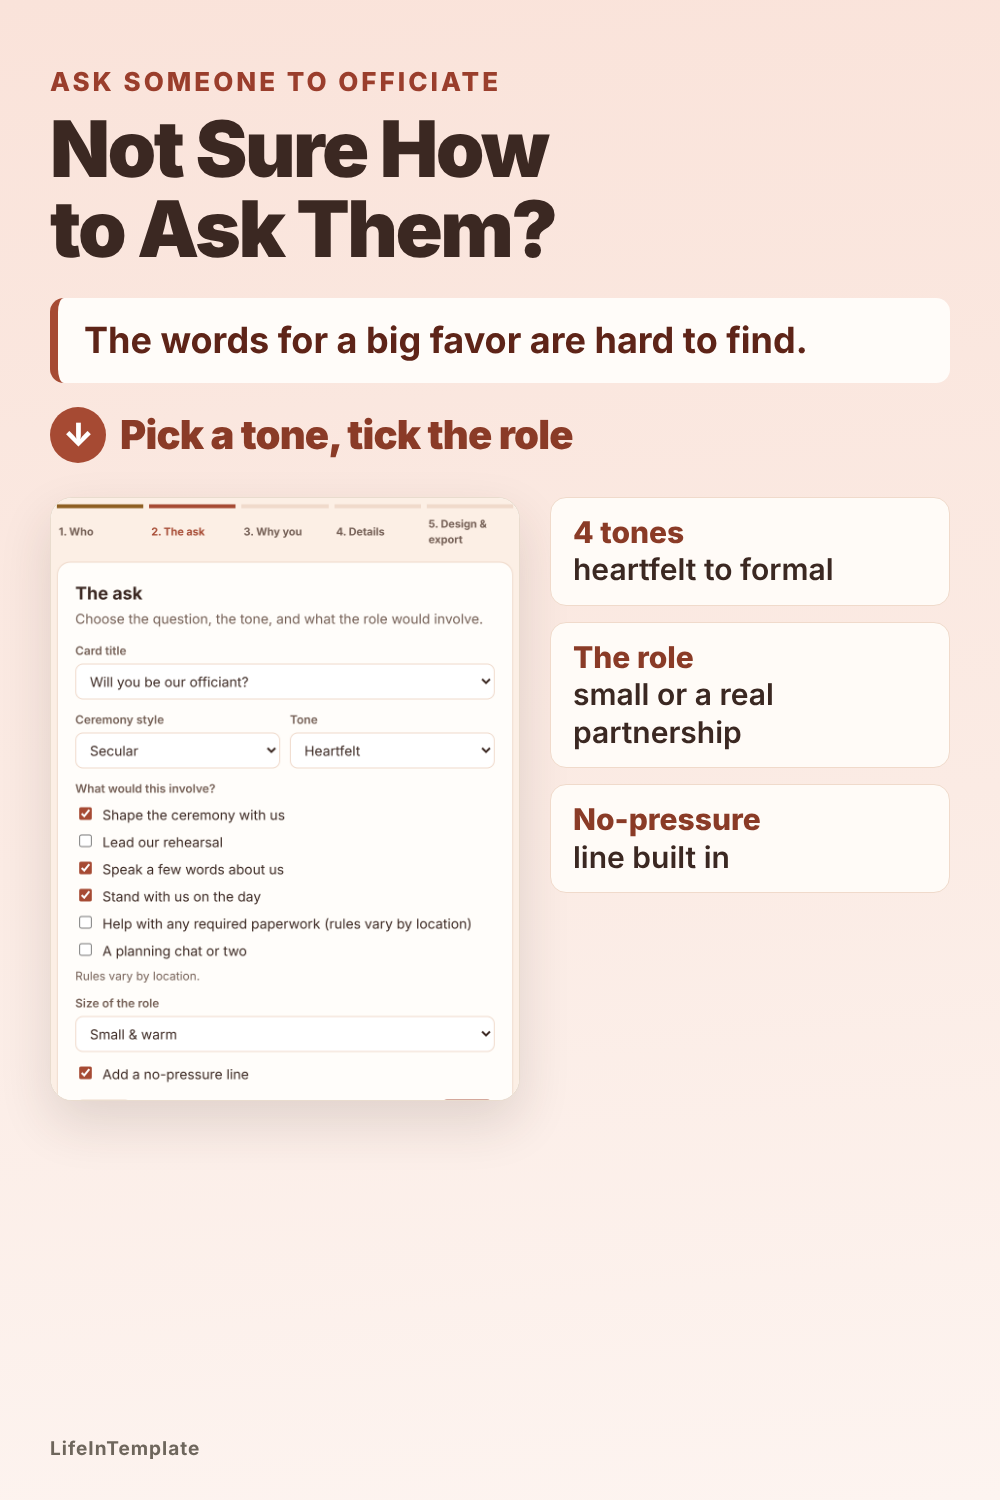 ASK SOMEONE TO OFFICIATE
Not Sure How
to Ask Them?
The words for a big favor are hard to find.
Pick a tone, tick the role
1. Who
2. The ask
3. Why you
4. Details
5. Design &
export
The ask
Choose the question, the tone, and what the role would involve.
Card title
Will you be our officiant?
Ceremony style
Tone
Secular
Heartfelt
What would this involve?
Shape the ceremony with us
Lead our rehearsal
Speak a few words about us
Stand with us on the day
Help with any required paperwork (rules vary by location)
A planning chat or two
Rules vary by location.
Size of the role
Small & warm
Add a no-pressure line
4 tones
heartfelt to formal
The role
small or a real
partnership
No-pressure
line built in
LifeInTemplate